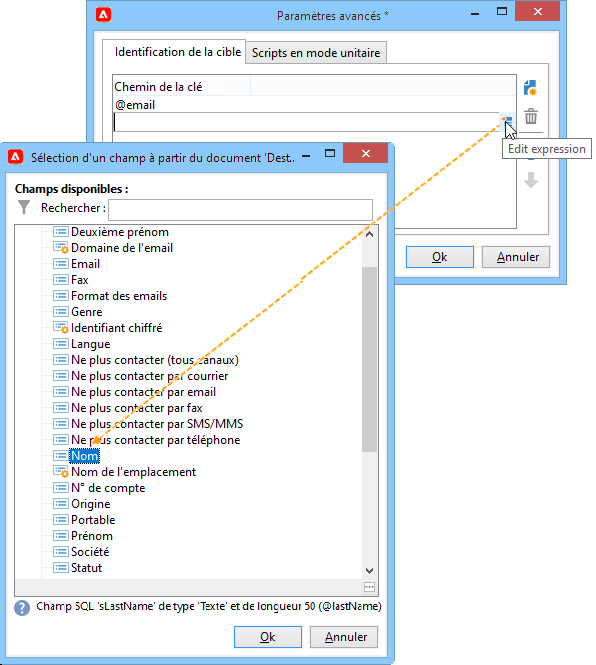 Paramètres avancés *
Identification de la cible
Scripts en mode unitaire
Chemin de la clé
@email
Edit expression
Ok
Annuler
Sélection d'un champ à partir du document 'Dest..
Champs disponibles :
Rechercher :
Deuxième prénom
Domaine de l'email
Email
Fax
Format des emails
Genre
Identifiant chiffré
Langue
Ne plus contacter (tous canaux)
Ne plus contacter par courrier
Ne plus contacter par email
Ne plus contacter par fax
Ne plus contacter par SMS/MMS
Ne plus contacter par téléphone
Nom
Nom de l'emplacement
N° de compte
Origine
Portable
Prénom
Société
Statut
Champ SQL 'sLastName' de type 'Texte' et de longueur 50 (@lastName)
Ok
Annuler